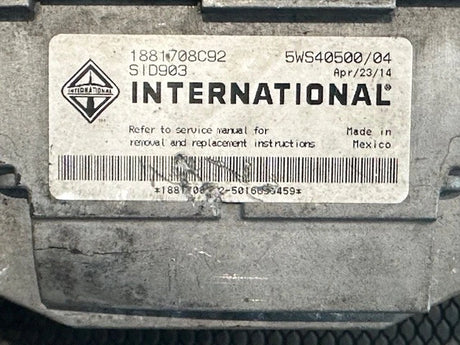 1881708C92 5WS40500/04
SID903 Apr/23/14
INTERNATIONAL
INTERNATIONAL®
Refer to service manual for Made in
removal and replacement instructions Mexico